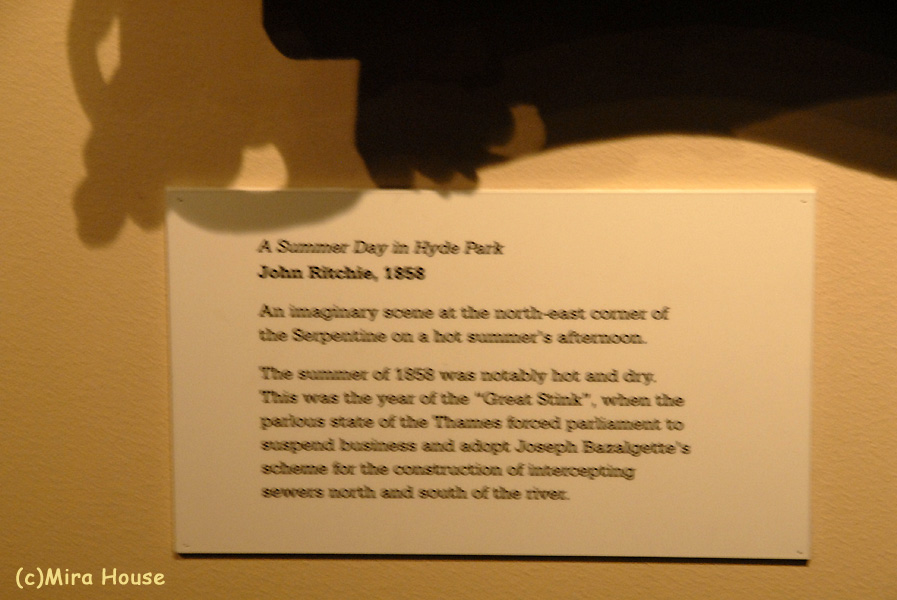 A Summer Day in Hyde Park
John Ritchie, 1858
An imaginary scene at the north-east corner of
the Serpentine on a hot summer's afternoon.
The summer of 1858 was notably hot and dry.
This was the year of the "Great Stink", when the
parlous state of the Thames forced parliament to
suspend business and adopt Joseph Bazalgette's
scheme for the construction of intercepting
sewers north and south of the river.
(c)Mira House